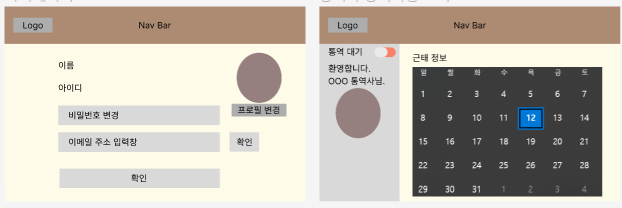 Logo
Nav Bar
이름
아이디
비밀번호 변경
프로필 변경
이메일 주소 입력창
확인
확인
Logo
Nav Bar
통역 대기
환영합니다.
OOO 통역사님.
근태 정보
일 월 화 수 목 금 토
1 2 3 4 5 6 7
8 9 10 11 12 13 14
15 16 17 18 19 20 21
22 23 24 25 26 27 28
29 30 31 1 2 3 4